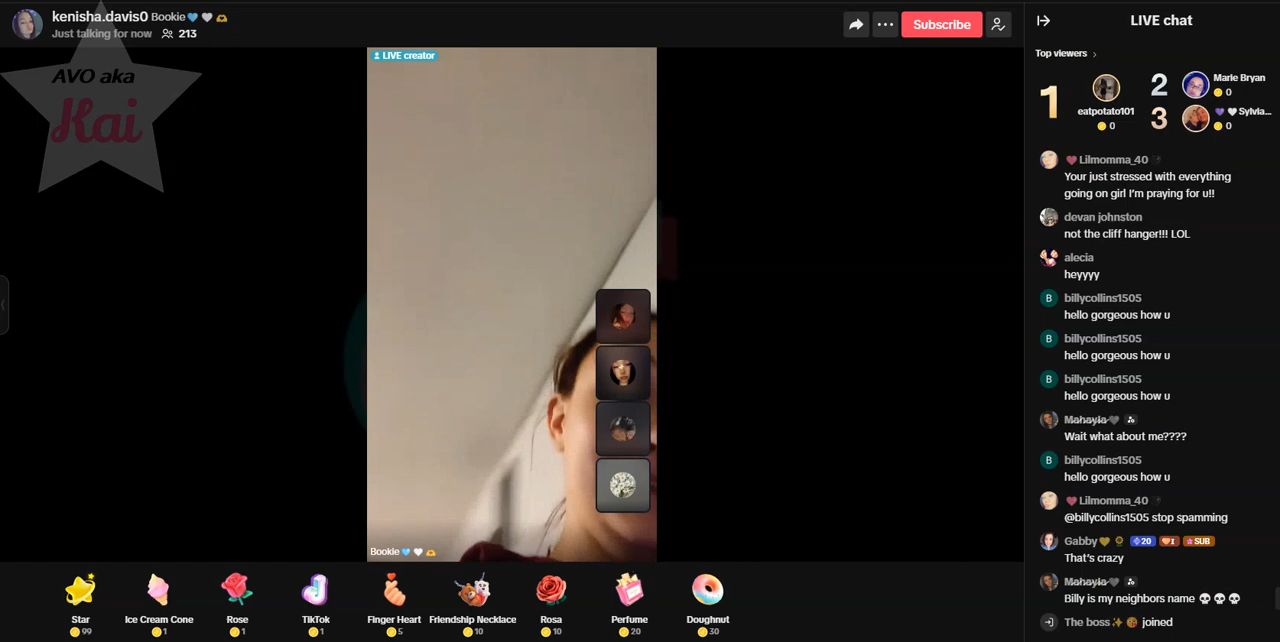 kenisha.davis0 Bookie🩵🤍🫶
Just talking for now 213
Subscribe
AVO aka
Kai
LIVE creator
Bookie🩵🤍🫶
Star
99
Ice Cream Cone
1
Rose
1
TikTok
1
Finger Heart
5
Friendship Necklace
10
Rosa
10
Perfume
20
Doughnut
30
LIVE chat
Top viewers
1
eatpotato101
0
2
Marie Bryan
0
3
💜🤍Sylvia...
0
Lilmomma_40
Your just stressed with everything
going on girl I'm praying for u!!
devan johnston
not the cliff hanger!!! LOL
alecia
heyyyy
B billycollins1505
hello gorgeous how u
B billycollins1505
hello gorgeous how u
B billycollins1505
hello gorgeous how u
Mahayla
Wait what about me????
B billycollins1505
hello gorgeous how u
Lilmomma_40
@billycollins1505 stop spamming
Gabby 20 I SUB
That's crazy
Mahayla
Billy is my neighbors name 💀💀💀
The boss✨🍪 joined